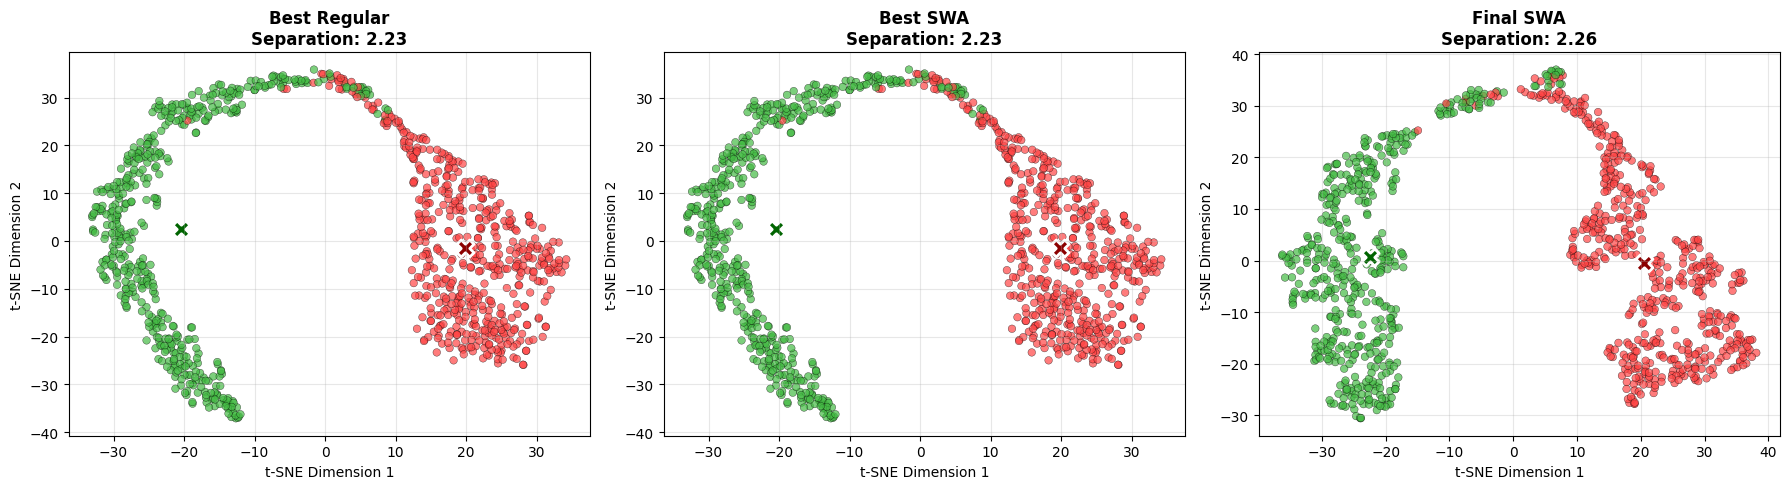 Best Regular
Separation: 2.23
Best SWA
Separation: 2.23
Final SWA
Separation: 2.26
30
20
10
0
−10
−20
−30
−40
t-SNE Dimension 2
−30 −20 −10 0 10 20 30
t-SNE Dimension 1
30
20
10
0
−10
−20
−30
−40
t-SNE Dimension 2
−30 −20 −10 0 10 20 30
t-SNE Dimension 1
40
30
20
10
0
−10
−20
−30
t-SNE Dimension 2
−30 −20 −10 0 10 20 30 40
t-SNE Dimension 1